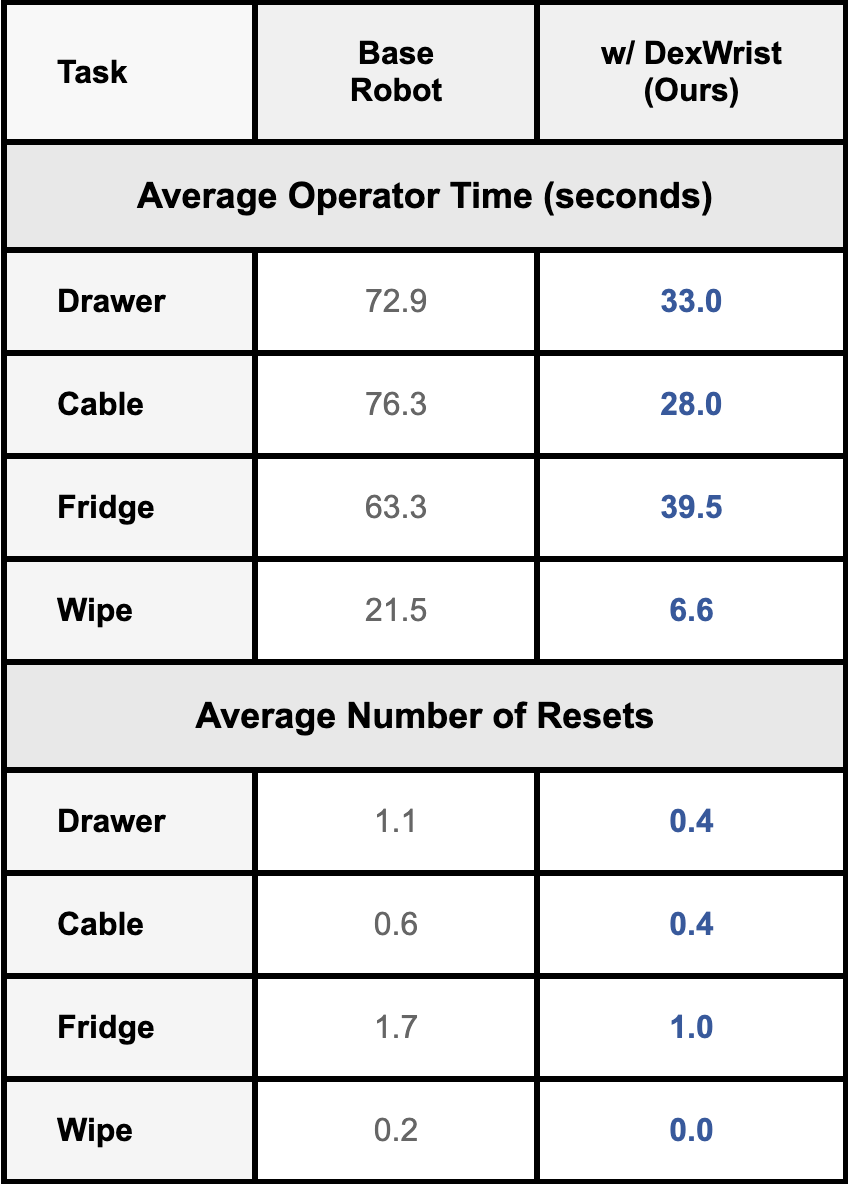 Task
Base
Robot
w/ DexWrist
(Ours)
Average Operator Time (seconds)
Drawer 72.9 33.0
Cable 76.3 28.0
Fridge 63.3 39.5
Wipe 21.5 6.6
Average Number of Resets
Drawer 1.1 0.4
Cable 0.6 0.4
Fridge 1.7 1.0
Wipe 0.2 0.0